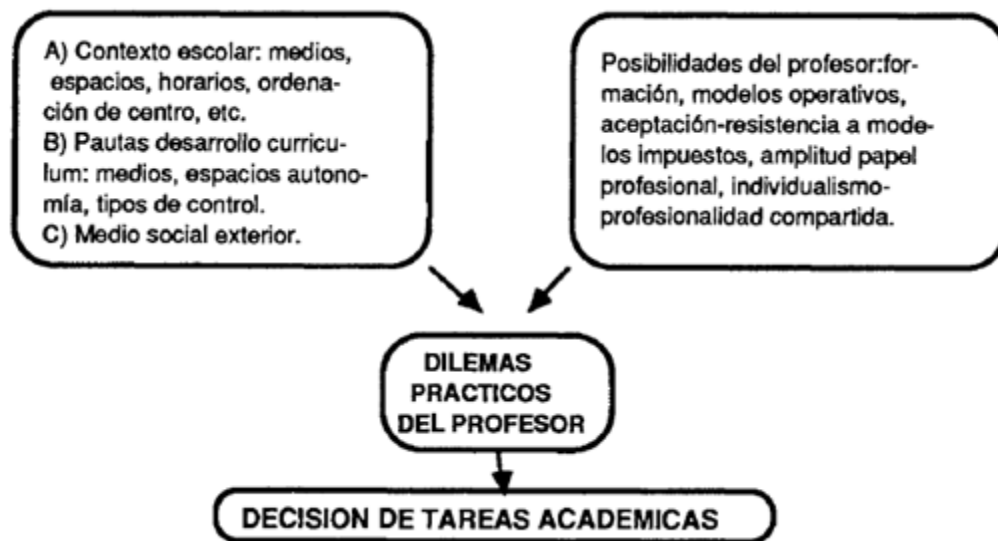 A) Contexto escolar: medios,
espacios, horarios, ordena-
ción de centro, etc.
B) Pautas desarrollo curricu-
lum: medios, espacios autono-
mía, tipos de control.
C) Medio social exterior.
Posibilidades del profesor:for-
mación, modelos operativos,
aceptación-resistencia a mode-
los impuestos, amplitud papel
profesional, individualismo-
profesionalidad compartida.
DILEMAS
PRACTICOS
DEL PROFESOR
DECISION DE TAREAS ACADEMICAS